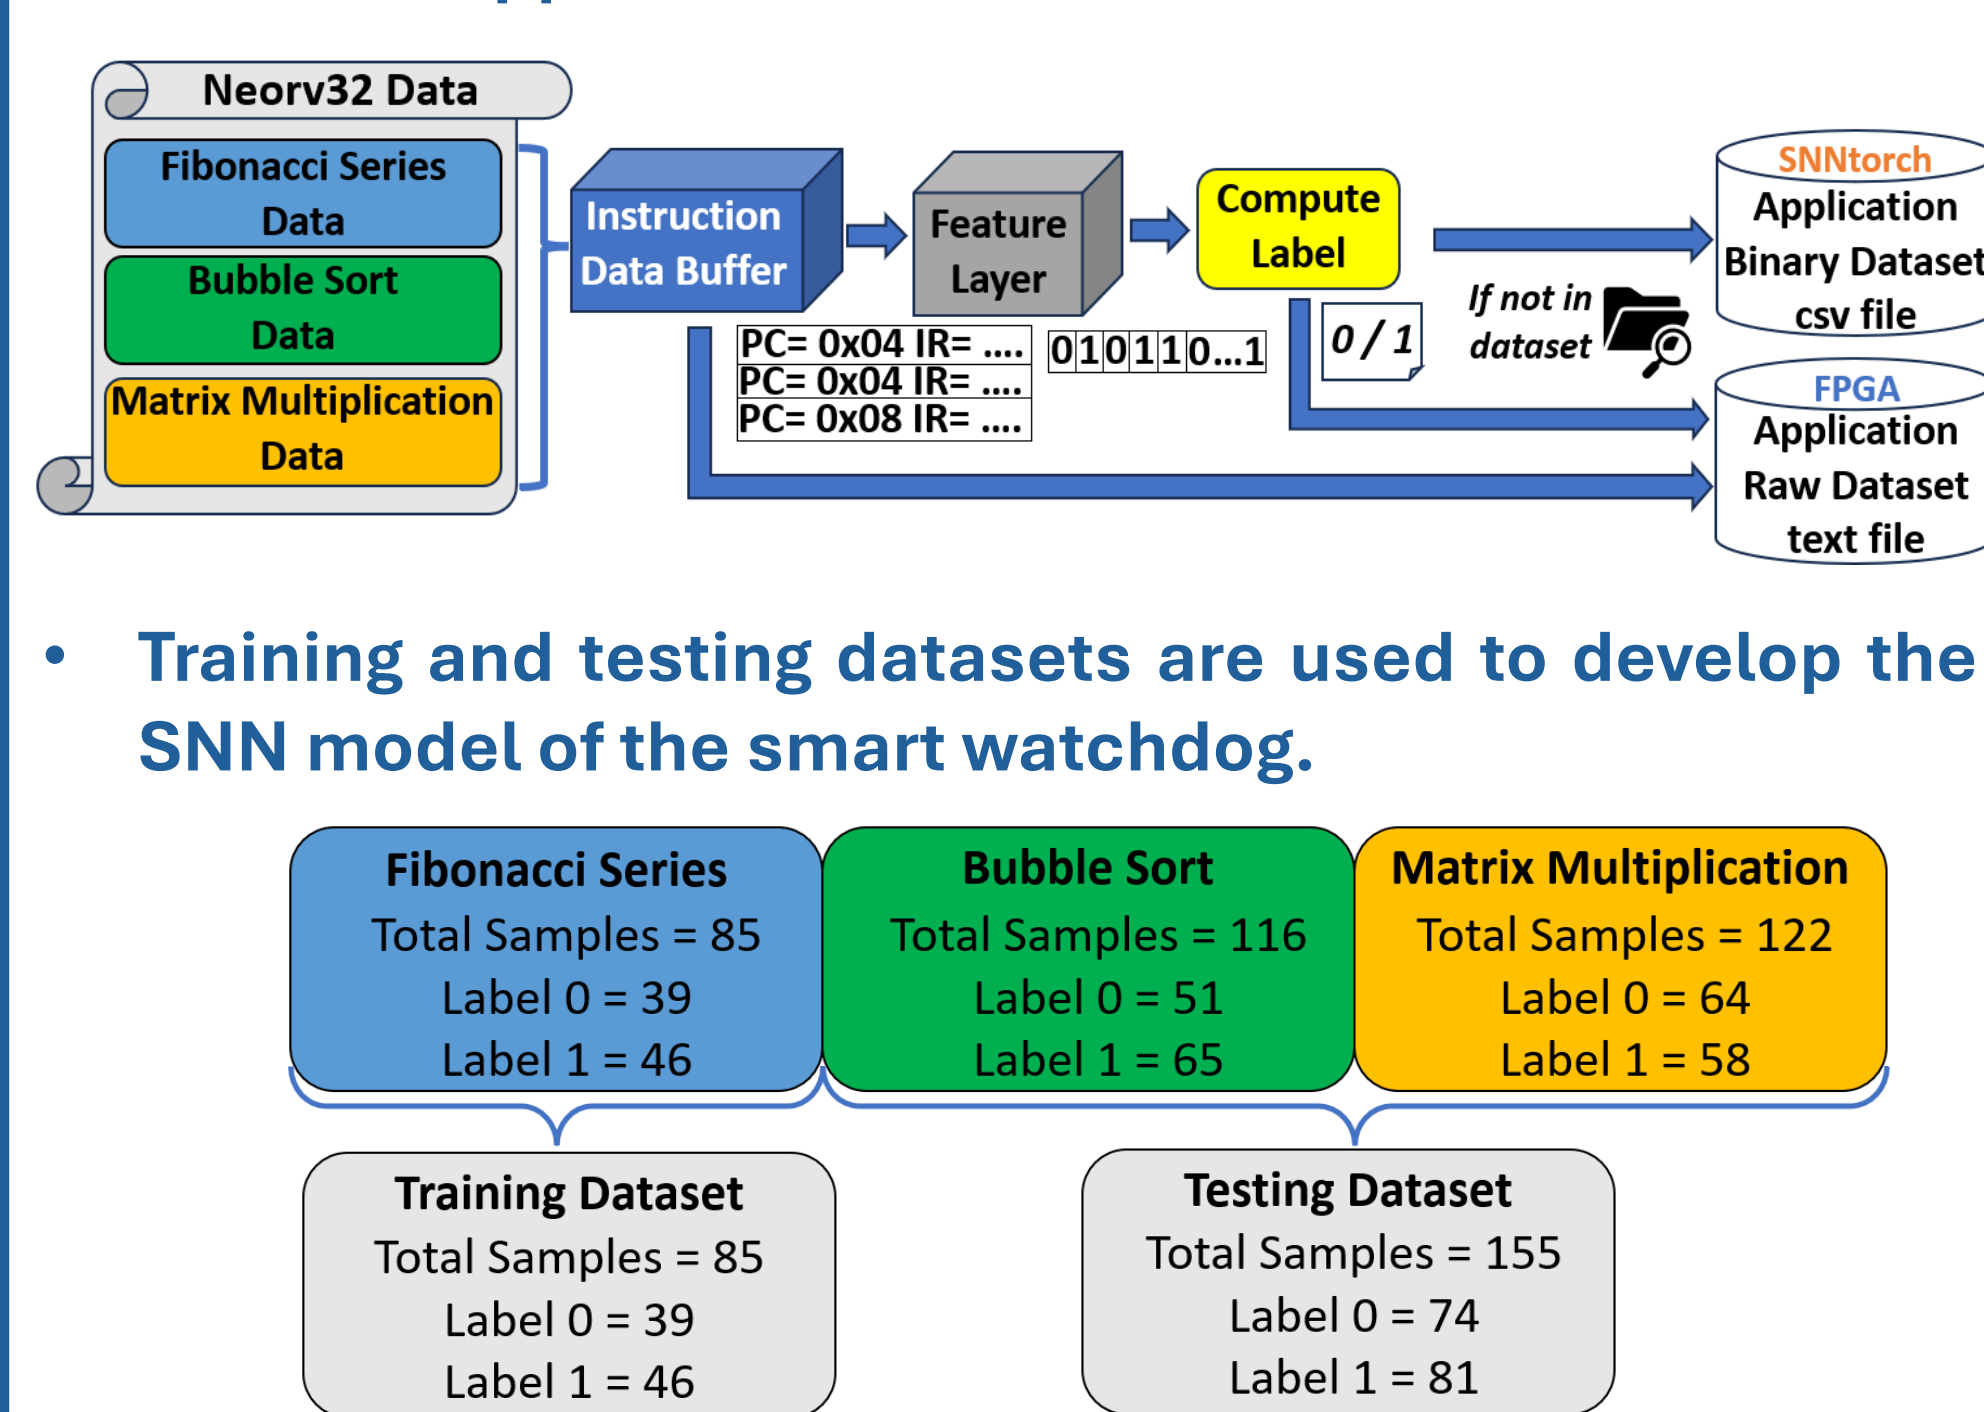 Neorv32 Data
Fibonacci Series
Data
Bubble Sort
Data
Matrix Multiplication
Data
Instruction
Data Buffer
PC= 0x04 IR= ....
PC= 0x04 IR= ....
PC= 0x08 IR= ....
Feature
Layer
010110...1
Compute
Label
0 / 1
If not in
dataset
SNNtorch
Application
Binary Dataset
csv file
FPGA
Application
Raw Dataset
text file
• Training and testing datasets are used to develop the
SNN model of the smart watchdog.
Fibonacci Series
Total Samples = 85
Label 0 = 39
Label 1 = 46
Bubble Sort
Total Samples = 116
Label 0 = 51
Label 1 = 65
Matrix Multiplication
Total Samples = 122
Label 0 = 64
Label 1 = 58
Training Dataset
Total Samples = 85
Label 0 = 39
Label 1 = 46
Testing Dataset
Total Samples = 155
Label 0 = 74
Label 1 = 81